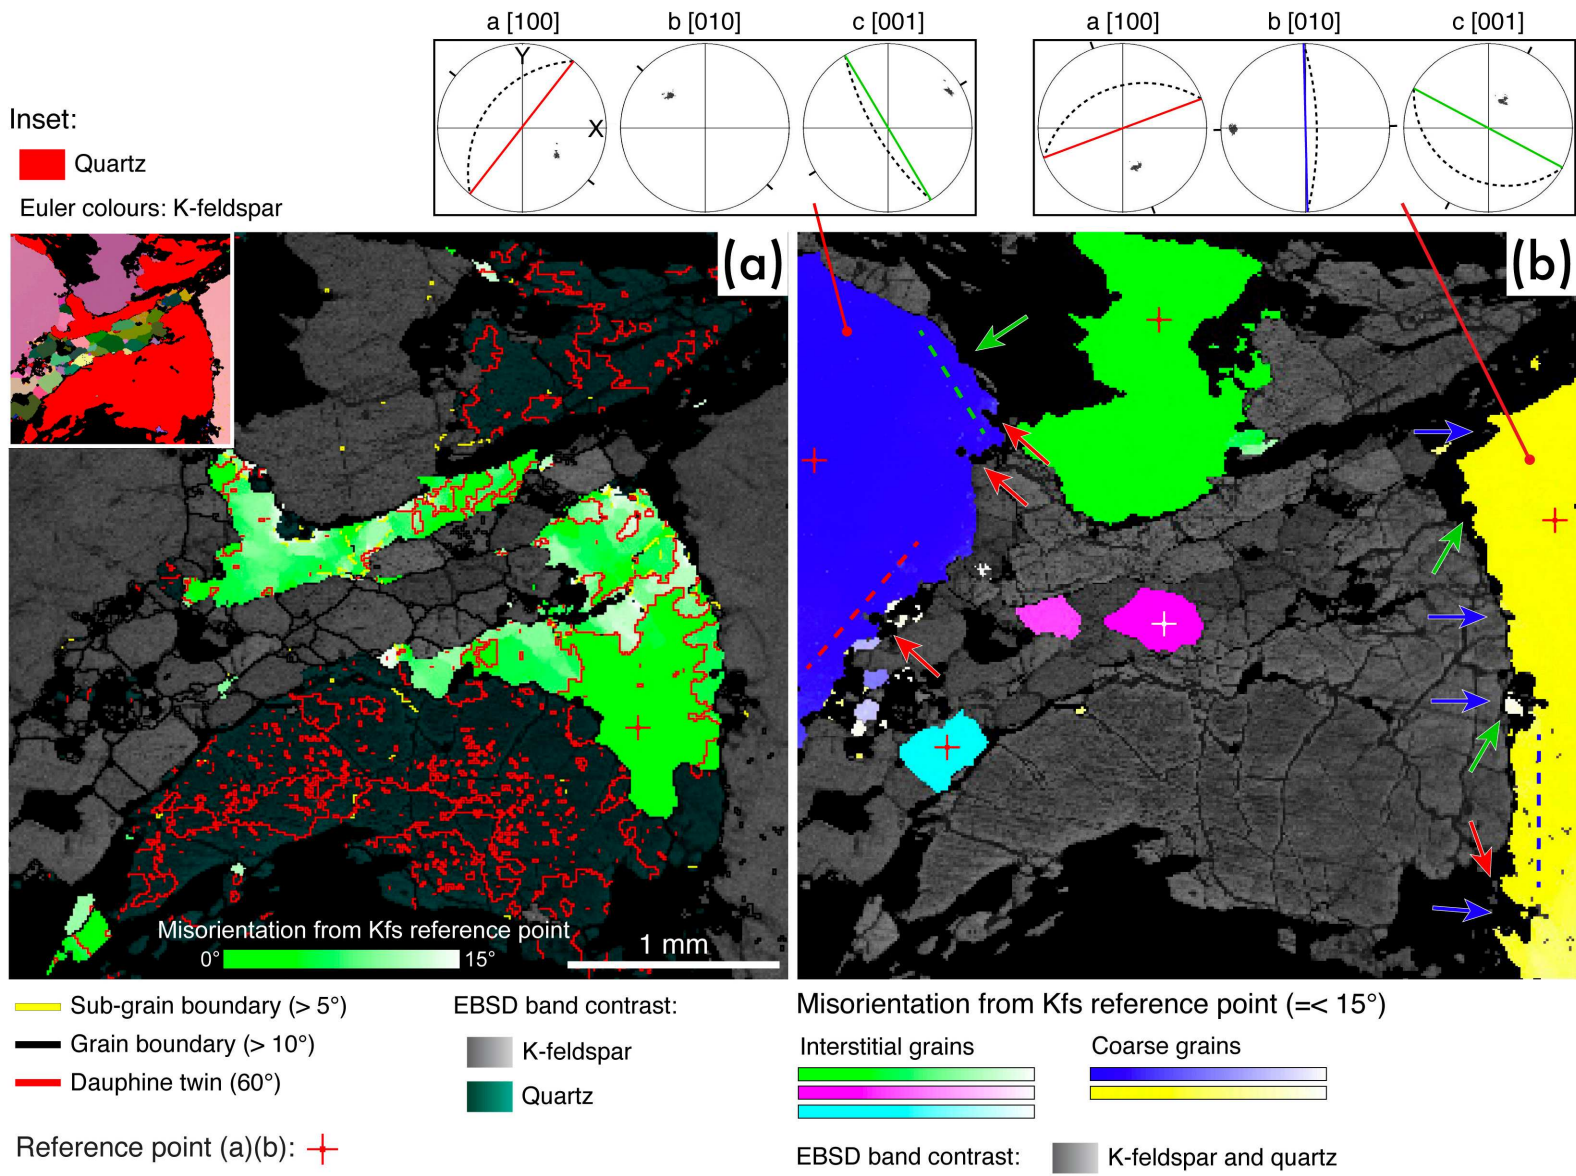 a [100] b [010] c [001] a [100] b [010] c [001]
Y
X
Inset:
Quartz
Euler colours: K-feldspar
(a) (b)
Misorientation from Kfs reference point
0° 15°
1 mm
Sub-grain boundary (> 5°)
Grain boundary (> 10°)
Dauphine twin (60°)
Reference point (a)(b):
EBSD band contrast:
K-feldspar
Quartz
Misorientation from Kfs reference point (=< 15°)
Interstitial grains Coarse grains
EBSD band contrast: K-feldspar and quartz